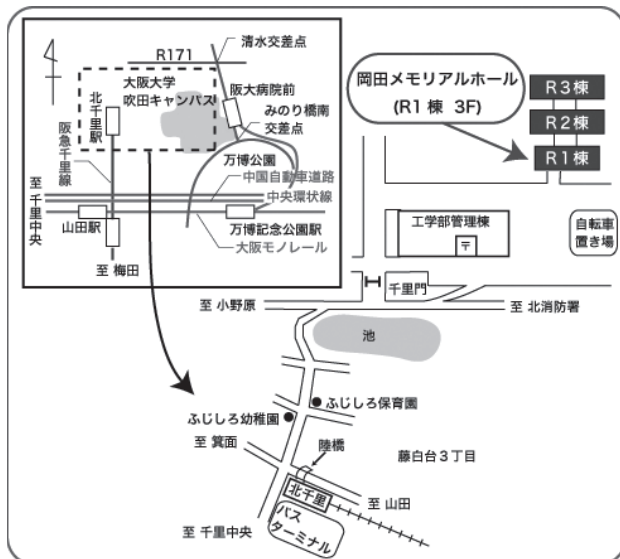 R171
清水交差点
大阪大学
吹田キャンパス
阪大病院前
みのり橋南
交差点
北千里駅
阪急千里線
万博公園
中国自動車道路
中央環状線
至 千里中央
山田駅
万博記念公園駅
大阪モノレール
至 梅田
岡田メモリアルホール
(R1 棟 3F)
R3棟
R2棟
R1棟
工学部管理棟
〒
自転車
置き場
千里門
至 小野原
至 北消防署
池
ふじしろ保育園
ふじしろ幼稚園
至 箕面
陸橋
藤白台3丁目
北千里
至 山田
バス
ターミナル
至 千里中央